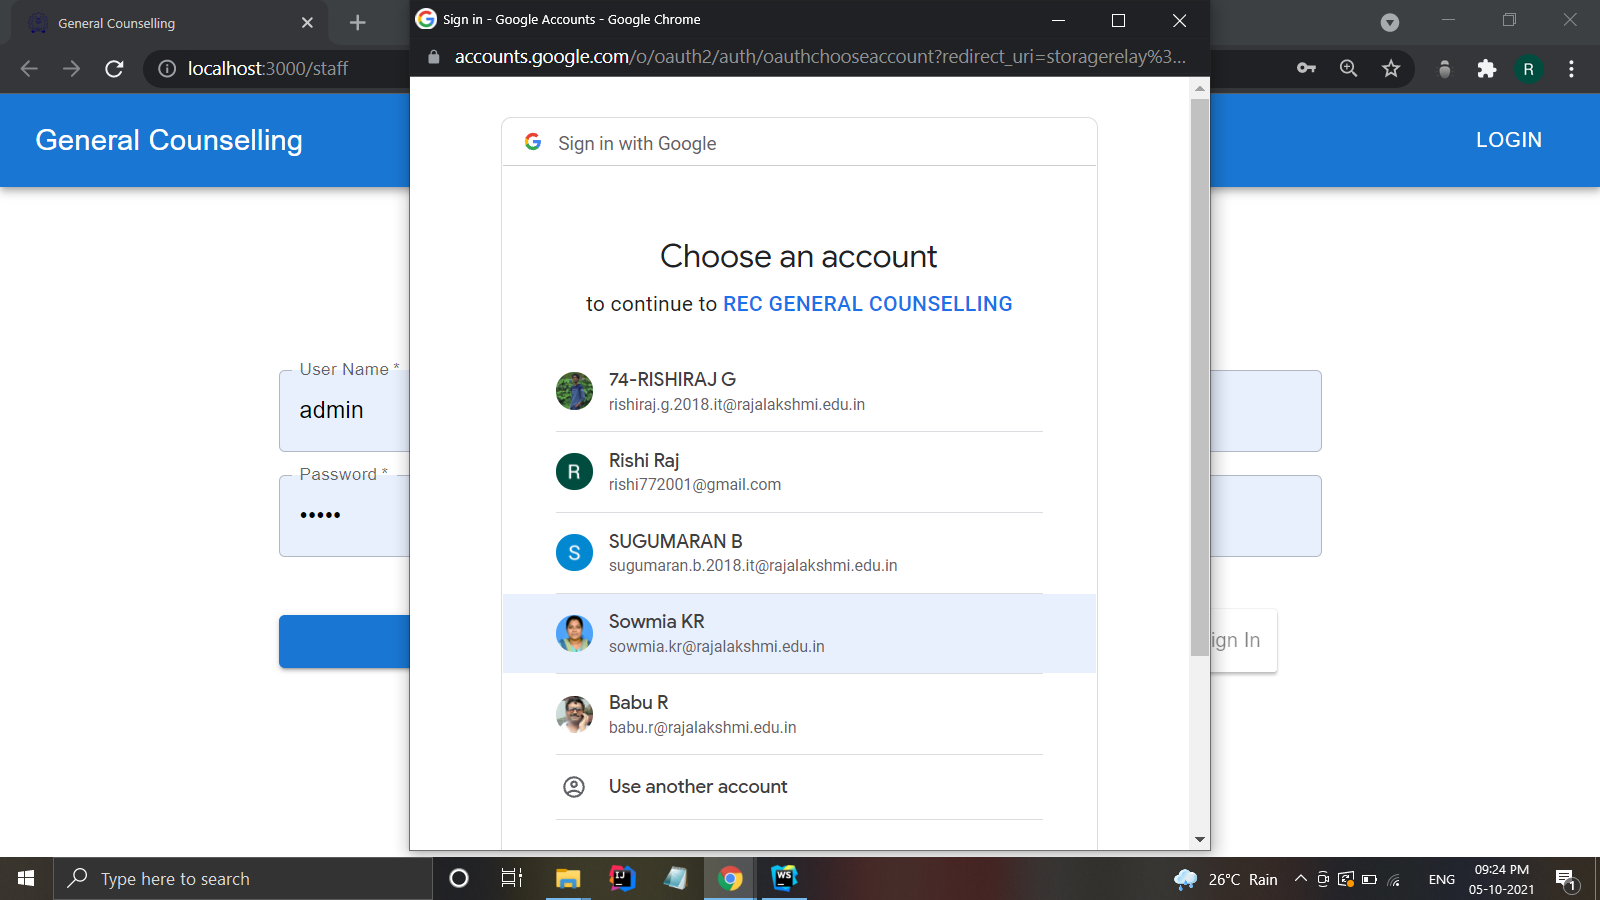 General Counselling
Sign in - Google Accounts - Google Chrome
localhost:3000/staff
accounts.google.com/o/oauth2/auth/oauthchooseaccount?redirect_uri=storagerelay%3...
R
General Counselling
LOGIN
Sign in with Google
Choose an account
to continue to REC GENERAL COUNSELLING
User Name *
admin
Password *
•••••
74-RISHIRAJ G
rishiraj.g.2018.it@rajalakshmi.edu.in
R
Rishi Raj
rishi772001@gmail.com
S
SUGUMARAN B
sugumaran.b.2018.it@rajalakshmi.edu.in
Sowmia KR
sowmia.kr@rajalakshmi.edu.in
ign In
Babu R
babu.r@rajalakshmi.edu.in
Use another account
Type here to search
IJ
WS
26°C Rain
ENG
09:24 PM
05-10-2021
1